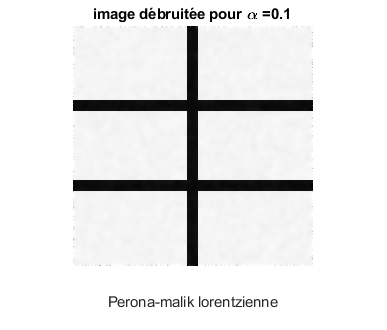 image débruitée pour α =0.1
Perona-malik lorentzienne